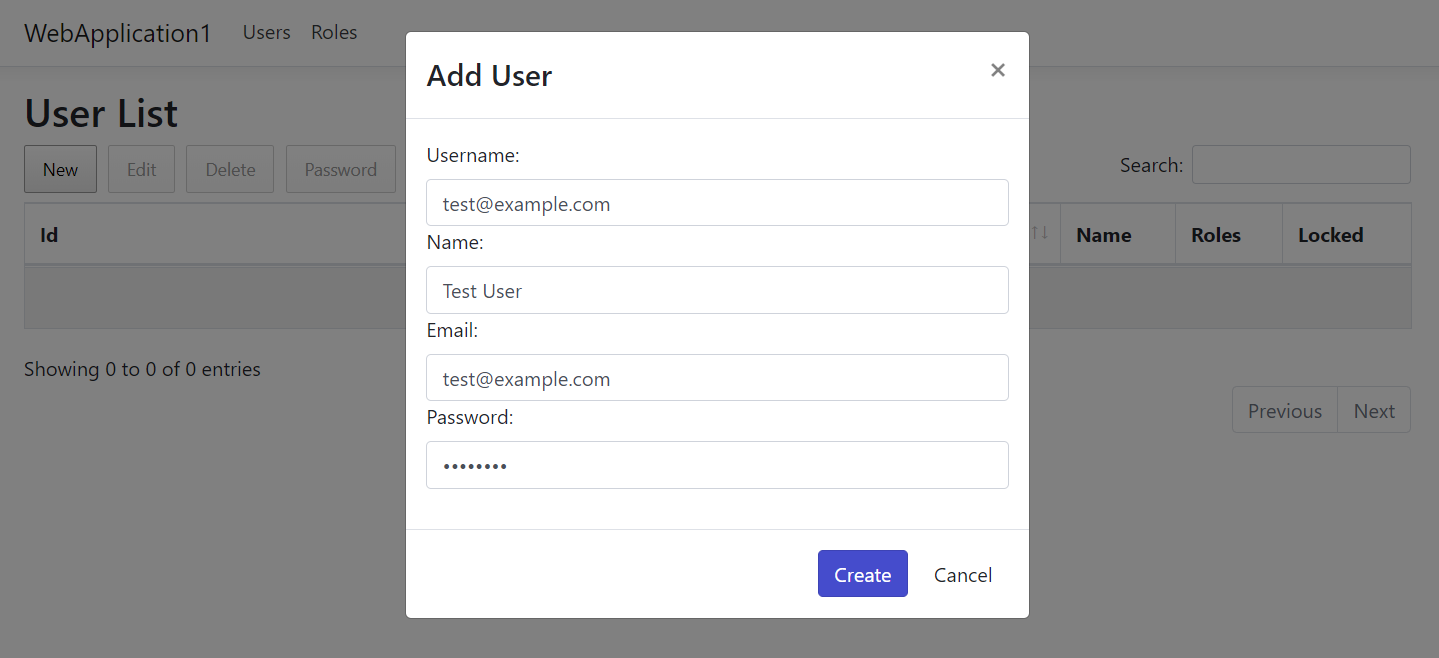 WebApplication1 Users Roles
User List
New Edit Delete Password
Search:
Id Name Roles Locked
Showing 0 to 0 of 0 entries
Previous Next
Add User ×
Username:
test@example.com
Name:
Test User
Email:
test@example.com
Password:
••••••••
Create Cancel